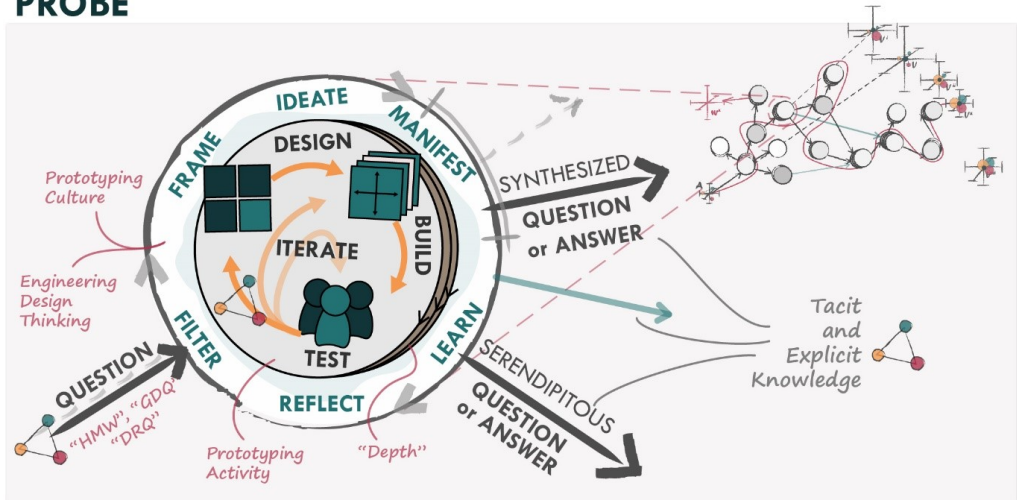 PROBE
IDEATE
MANIFEST
FRAME
DESIGN
Prototyping
Culture
SYNTHESIZED
QUESTION
or ANSWER
BUILD
ITERATE
Engineering
Design
Thinking
Tacit
and
Explicit
Knowledge
FILTER
LEARN
TEST
QUESTION
"HMW", "GDQ"
"DRQ"
REFLECT
SERENDIPITOUS
QUESTION
or ANSWER
Prototyping
Activity
"Depth"